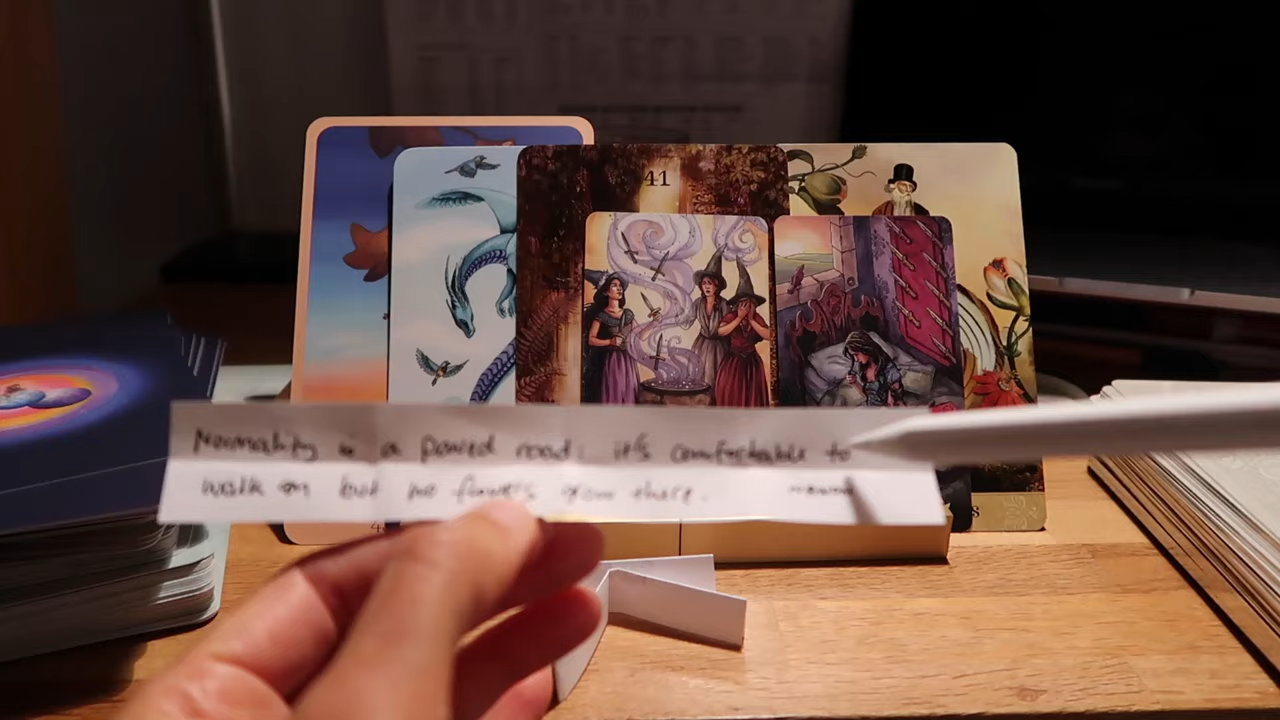 41
Normality is a paved road: it's comfortable to
walk on but no flowers grow there.